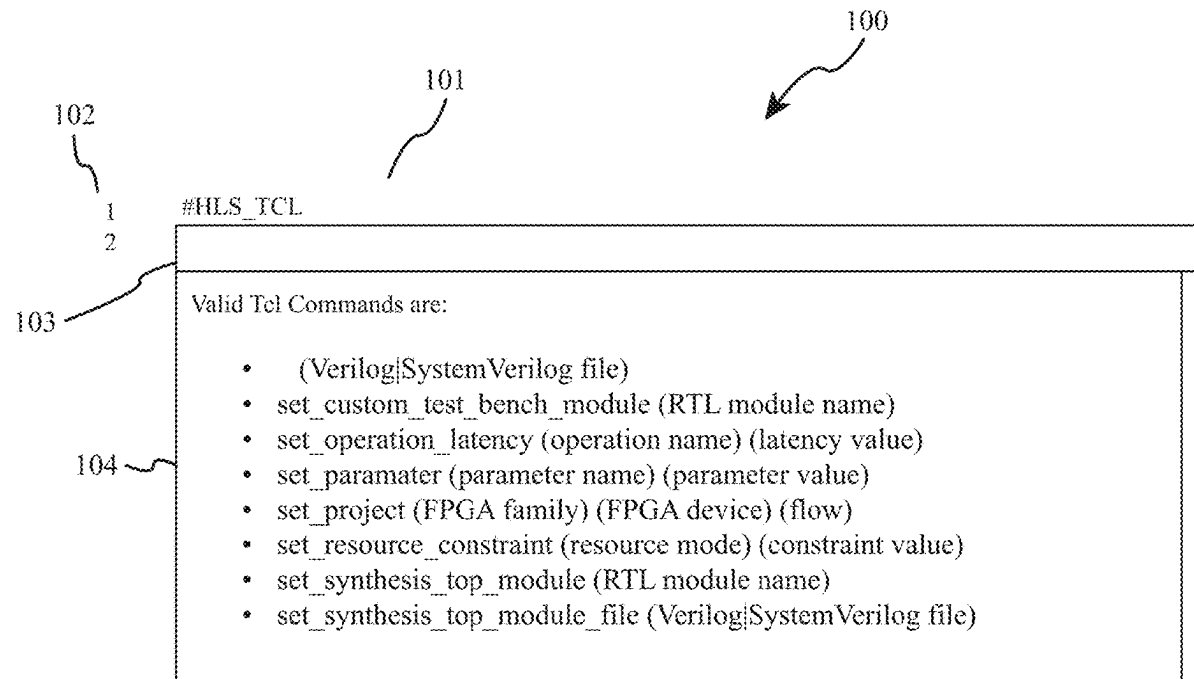 100
101
102
1
#HLS_TCL
2
103
Valid Tcl Commands are:
• (Verilog|SystemVerilog file)
• set_custom_test_bench_module (RTL module name)
• set_operation_latency (operation name) (latency value)
104
• set_paramater (parameter name) (parameter value)
• set_project (FPGA family) (FPGA device) (flow)
• set_resource_constraint (resource mode) (constraint value)
• set_synthesis_top_module (RTL module name)
• set_synthesis_top_module_file (Verilog|SystemVerilog file)